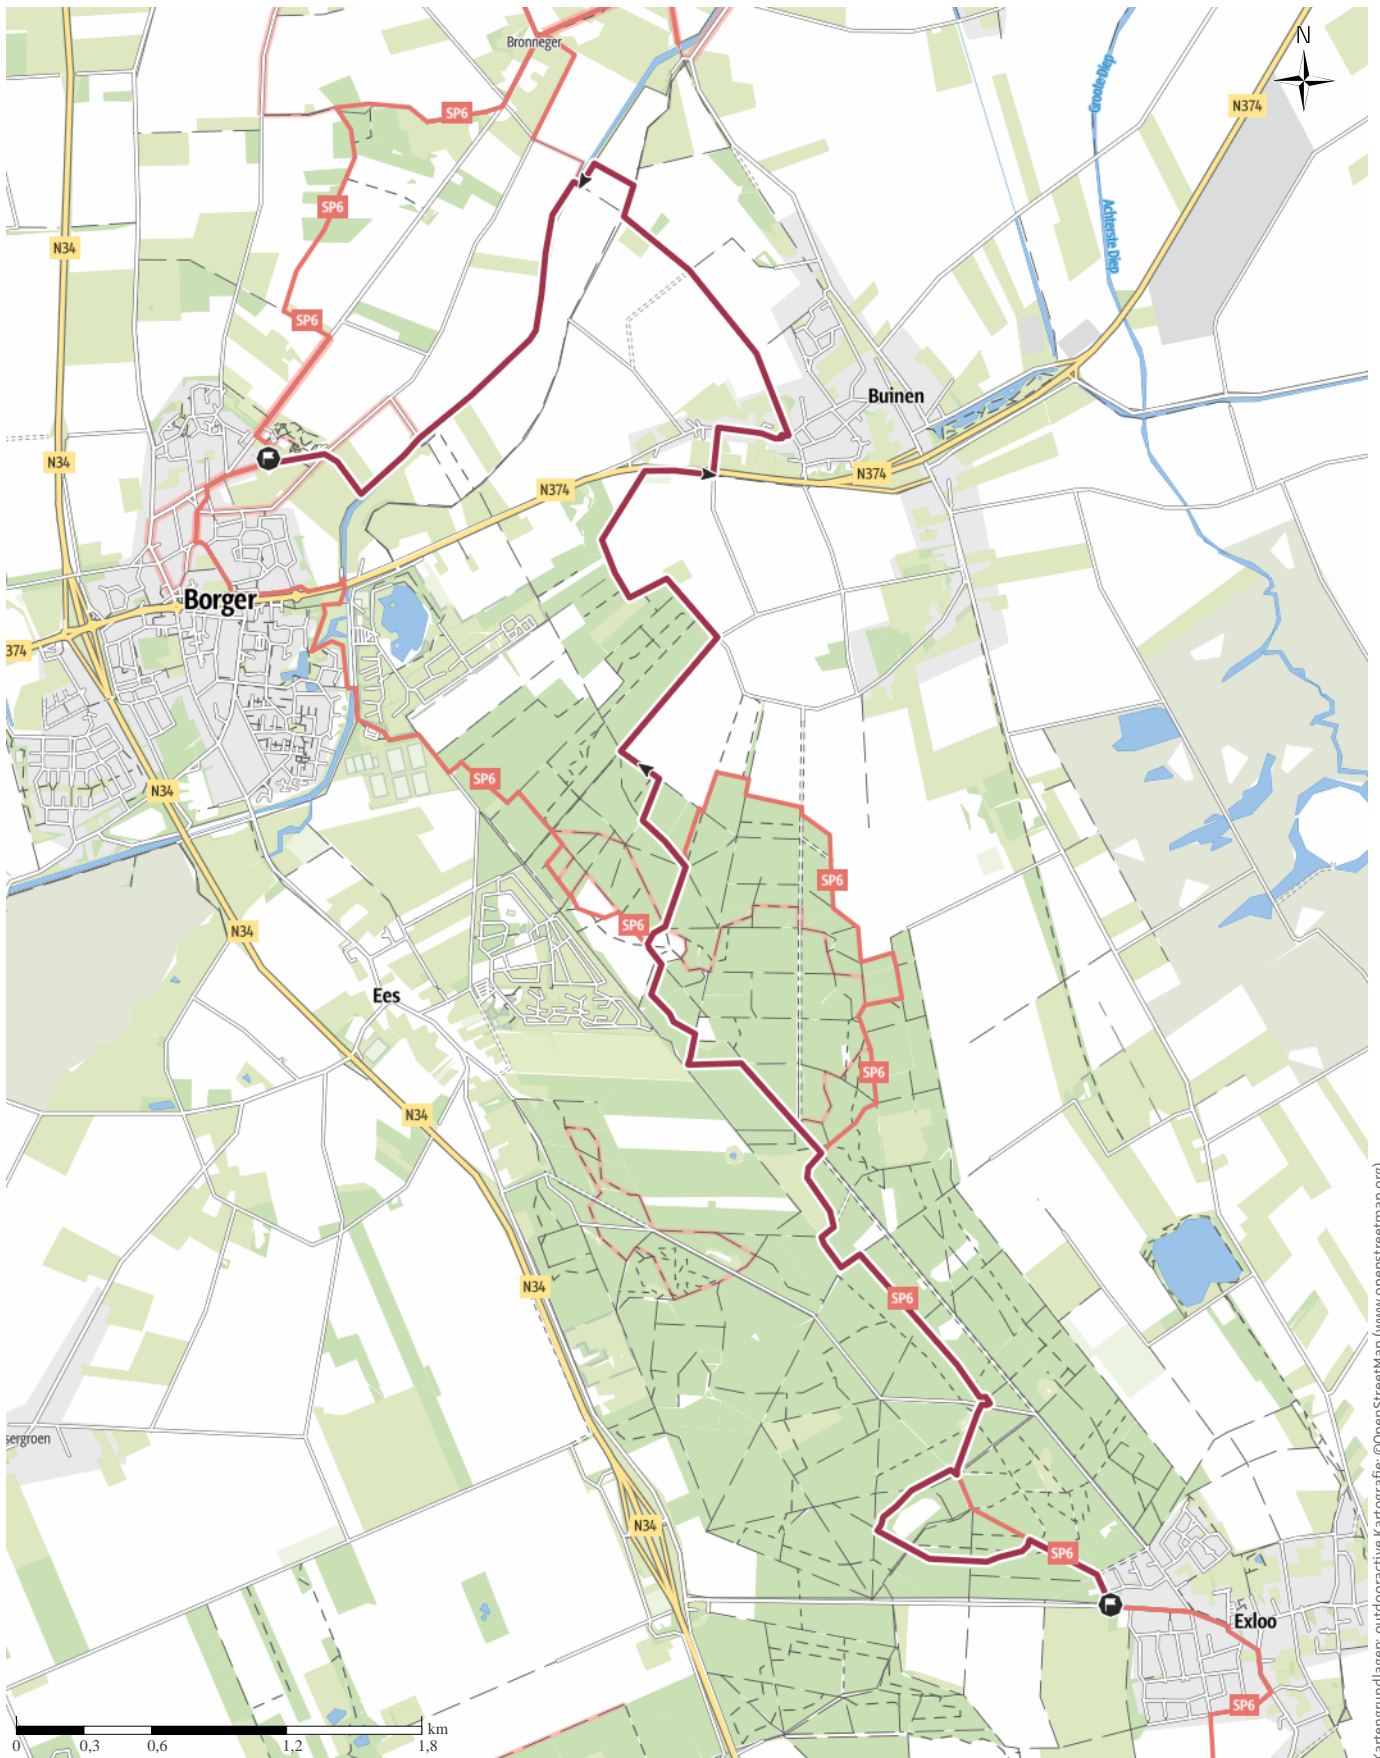 Bronneger
N
N374
SP6
Groote Diep
SP6
Achterste Diep
N34
SP6
Buinen
N34
N374
N374
Borger
374
SP6
N34
SP6
SP6
N34
Ees
SP6
N34
N34
SP6
sergroen
N34
SP6
Exloo
SP6
km
0 0,3 0,6 1,2 1,8
artengrundlagen: outdooractive Kartografie; ©OpenStreetMap (www.openstreetmap.org)